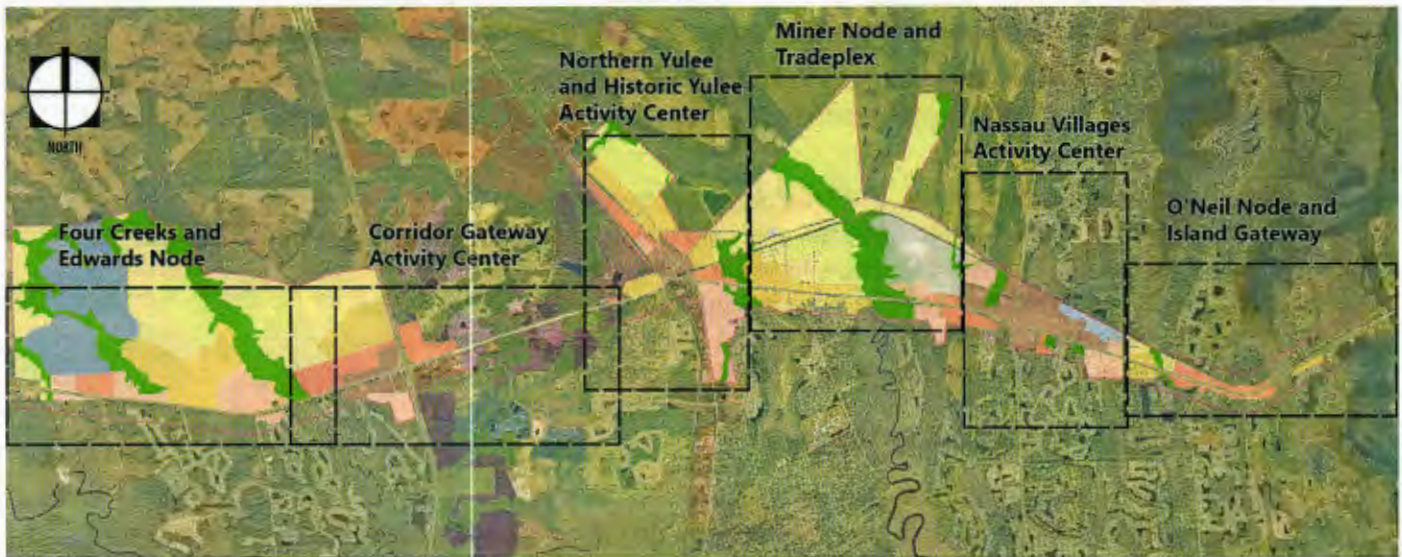 Miner Node and
Tradeplex
Northern Yulee
and Historic Yulee
Activity Center
Nassau Villages
Activity Center
NORTH
Four Creeks and
Edwards Node
Corridor Gateway
Activity Center
O'Neil Node and
Island Gateway